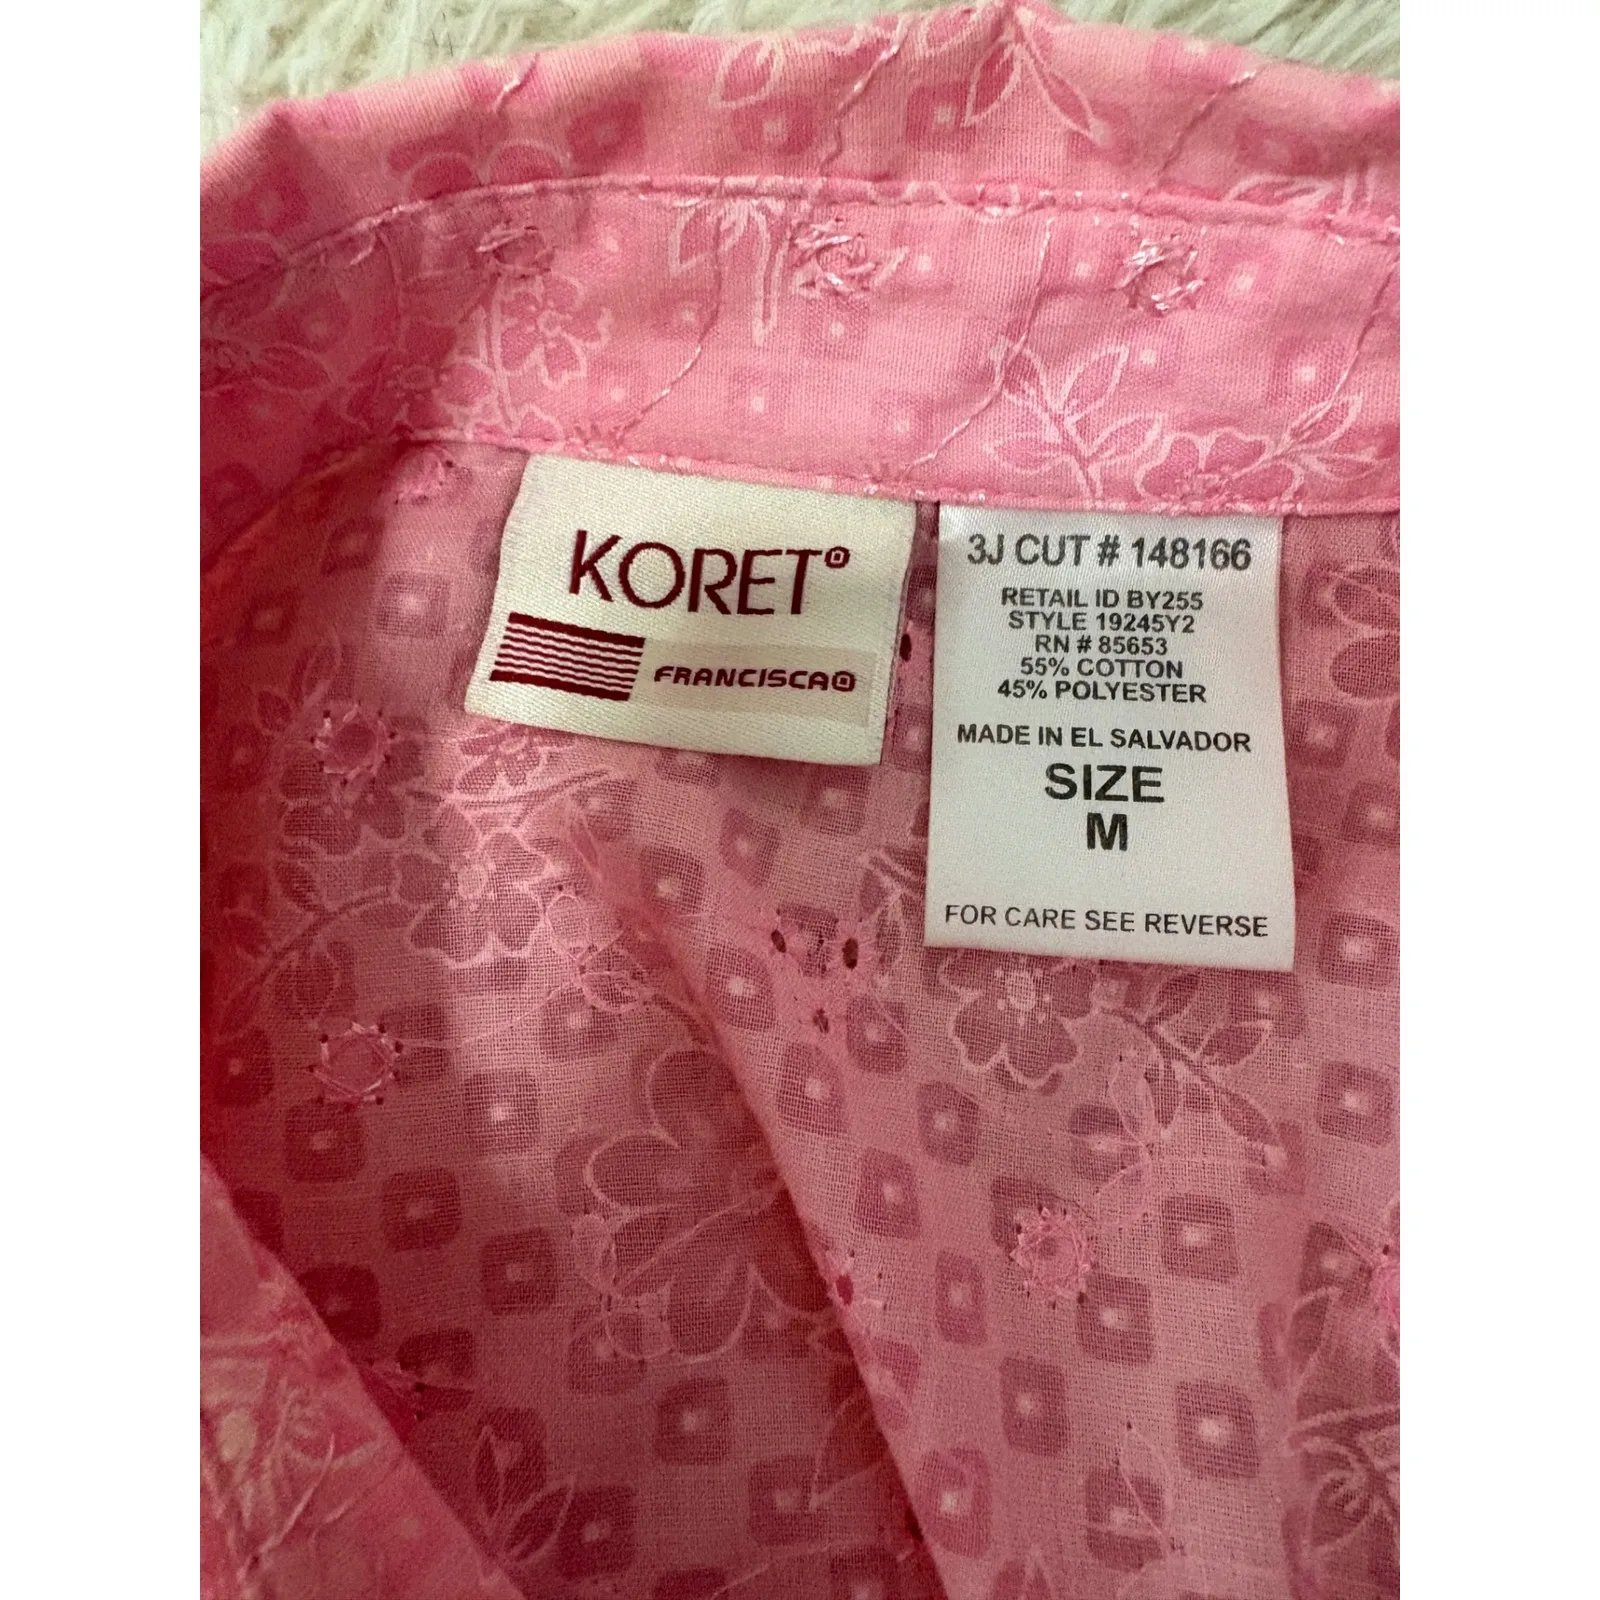 KORET®
FRANCISCA®
3J CUT # 148166
RETAIL ID BY255
STYLE 19245Y2
RN # 85653
55% COTTON
45% POLYESTER
MADE IN EL SALVADOR
SIZE
M
FOR CARE SEE REVERSE